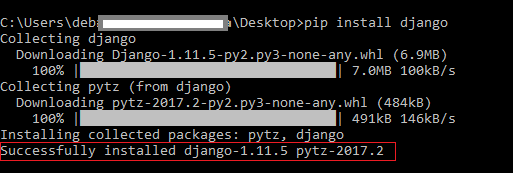 C:\Users\deba\Desktop>pip install django
Collecting django
Downloading Django-1.11.5-py2.py3-none-any.whl (6.9MB)
100% || 7.0MB 100kB/s
Collecting pytz (from django)
Downloading pytz-2017.2-py2.py3-none-any.whl (484kB)
100% || 491kB 146kB/s
Installing collected packages: pytz, django
Successfully installed django-1.11.5 pytz-2017.2